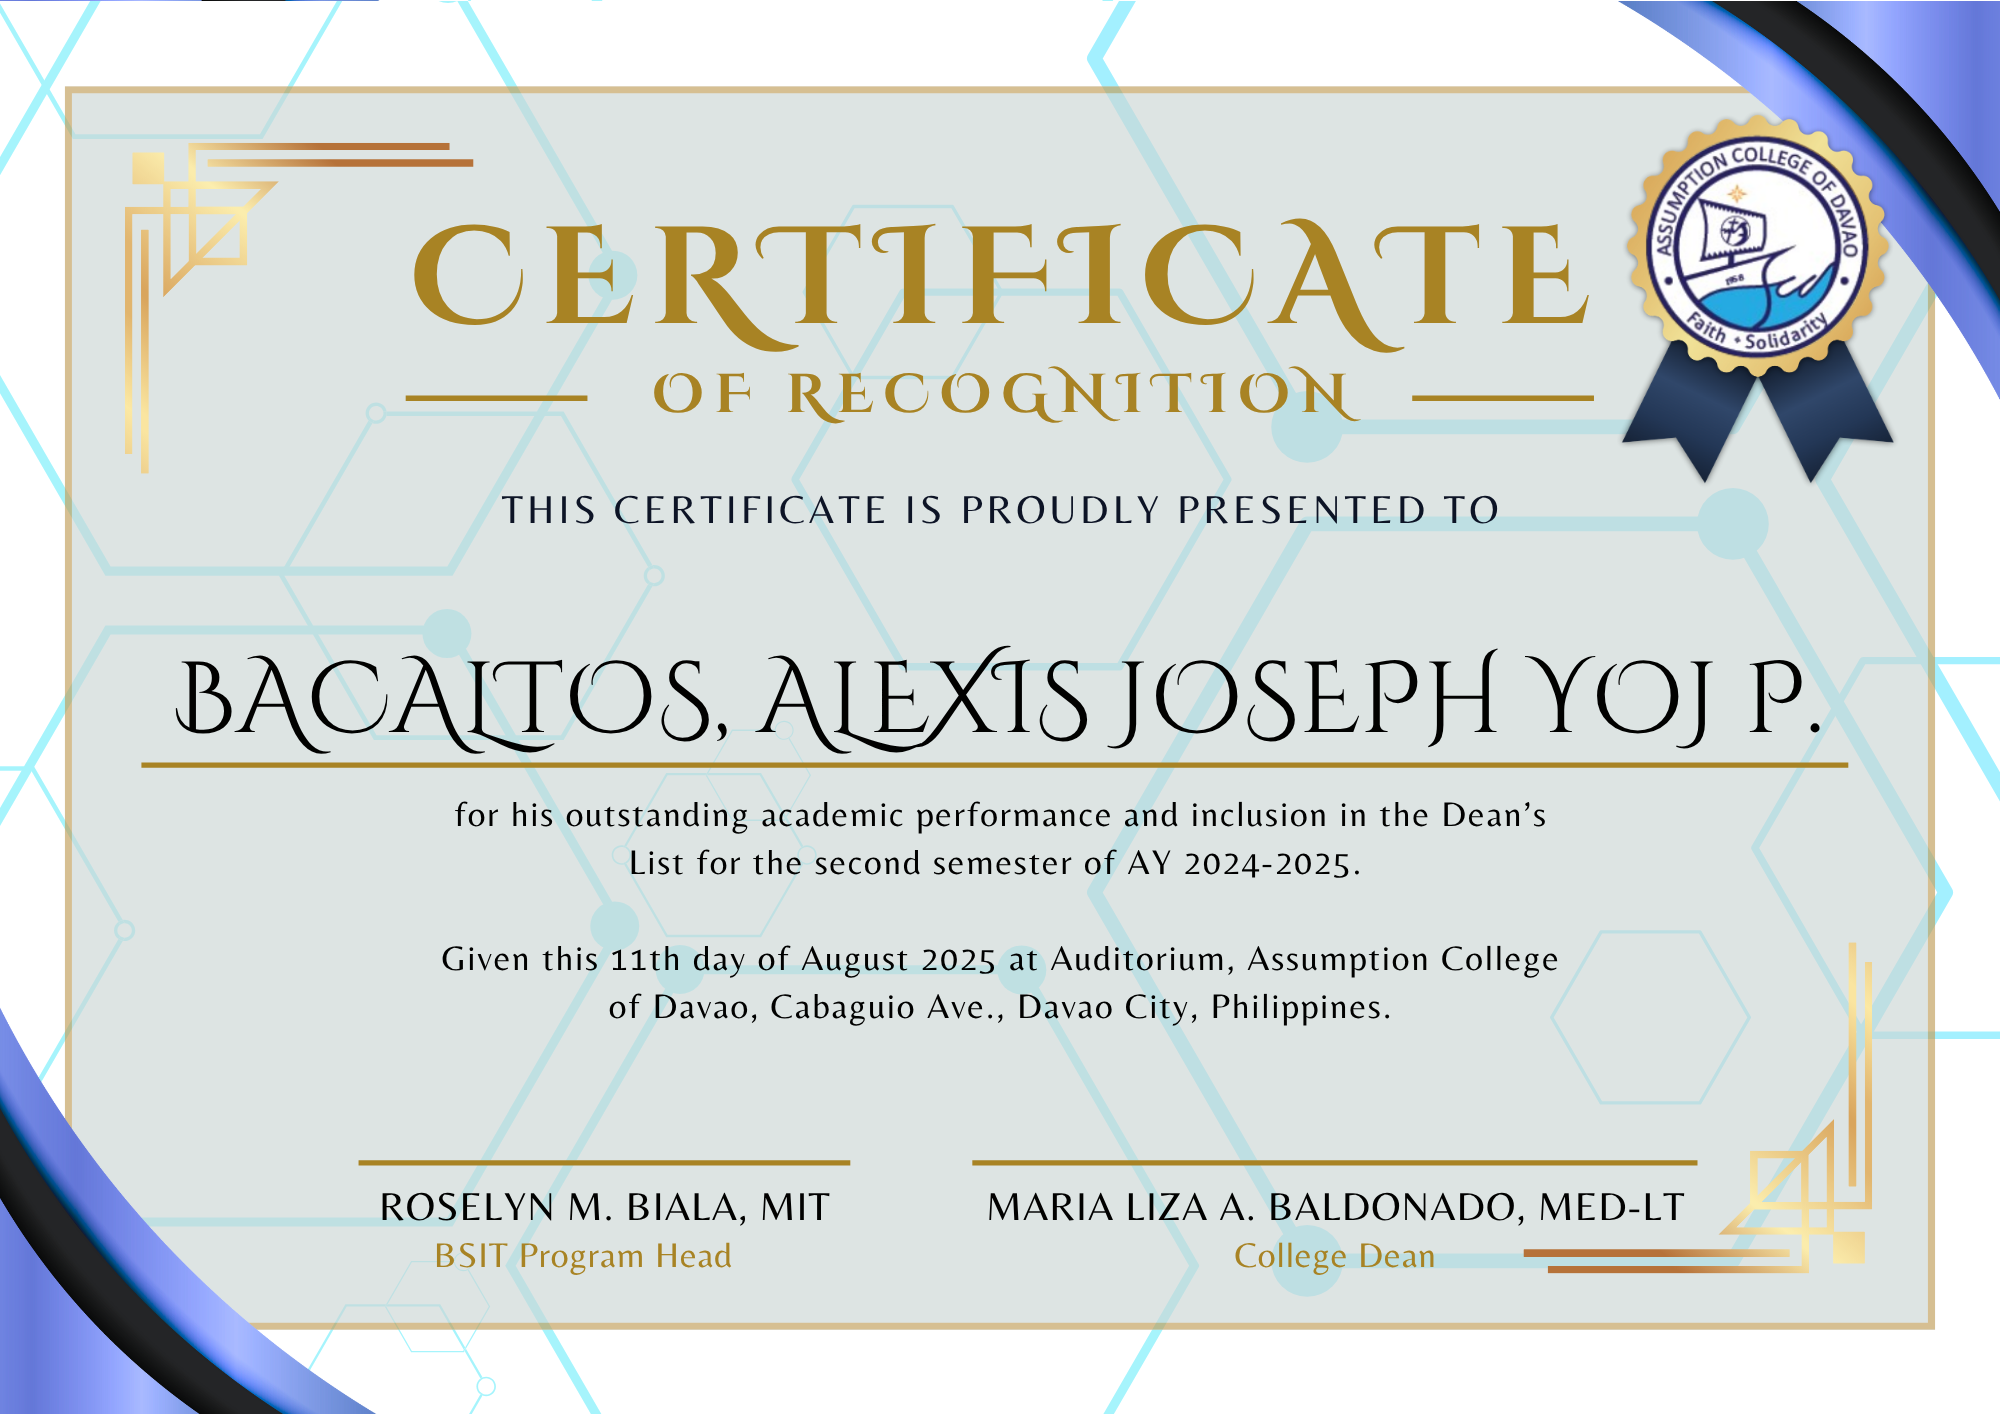 CERTIFICATE
OF RECOGNITION
ASSUMPTION COLLEGE OF DAVAO
1958
Faith • Solidarity
THIS CERTIFICATE IS PROUDLY PRESENTED TO
BACALTOS, ALEXIS JOSEPH YOJ P.
for his outstanding academic performance and inclusion in the Dean’s
List for the second semester of AY 2024-2025.
Given this 11th day of August 2025 at Auditorium, Assumption College
of Davao, Cabaguio Ave., Davao City, Philippines.
ROSELYN M. BIALA, MIT
BSIT Program Head
MARIA LIZA A. BALDONADO, MED-LT
College Dean